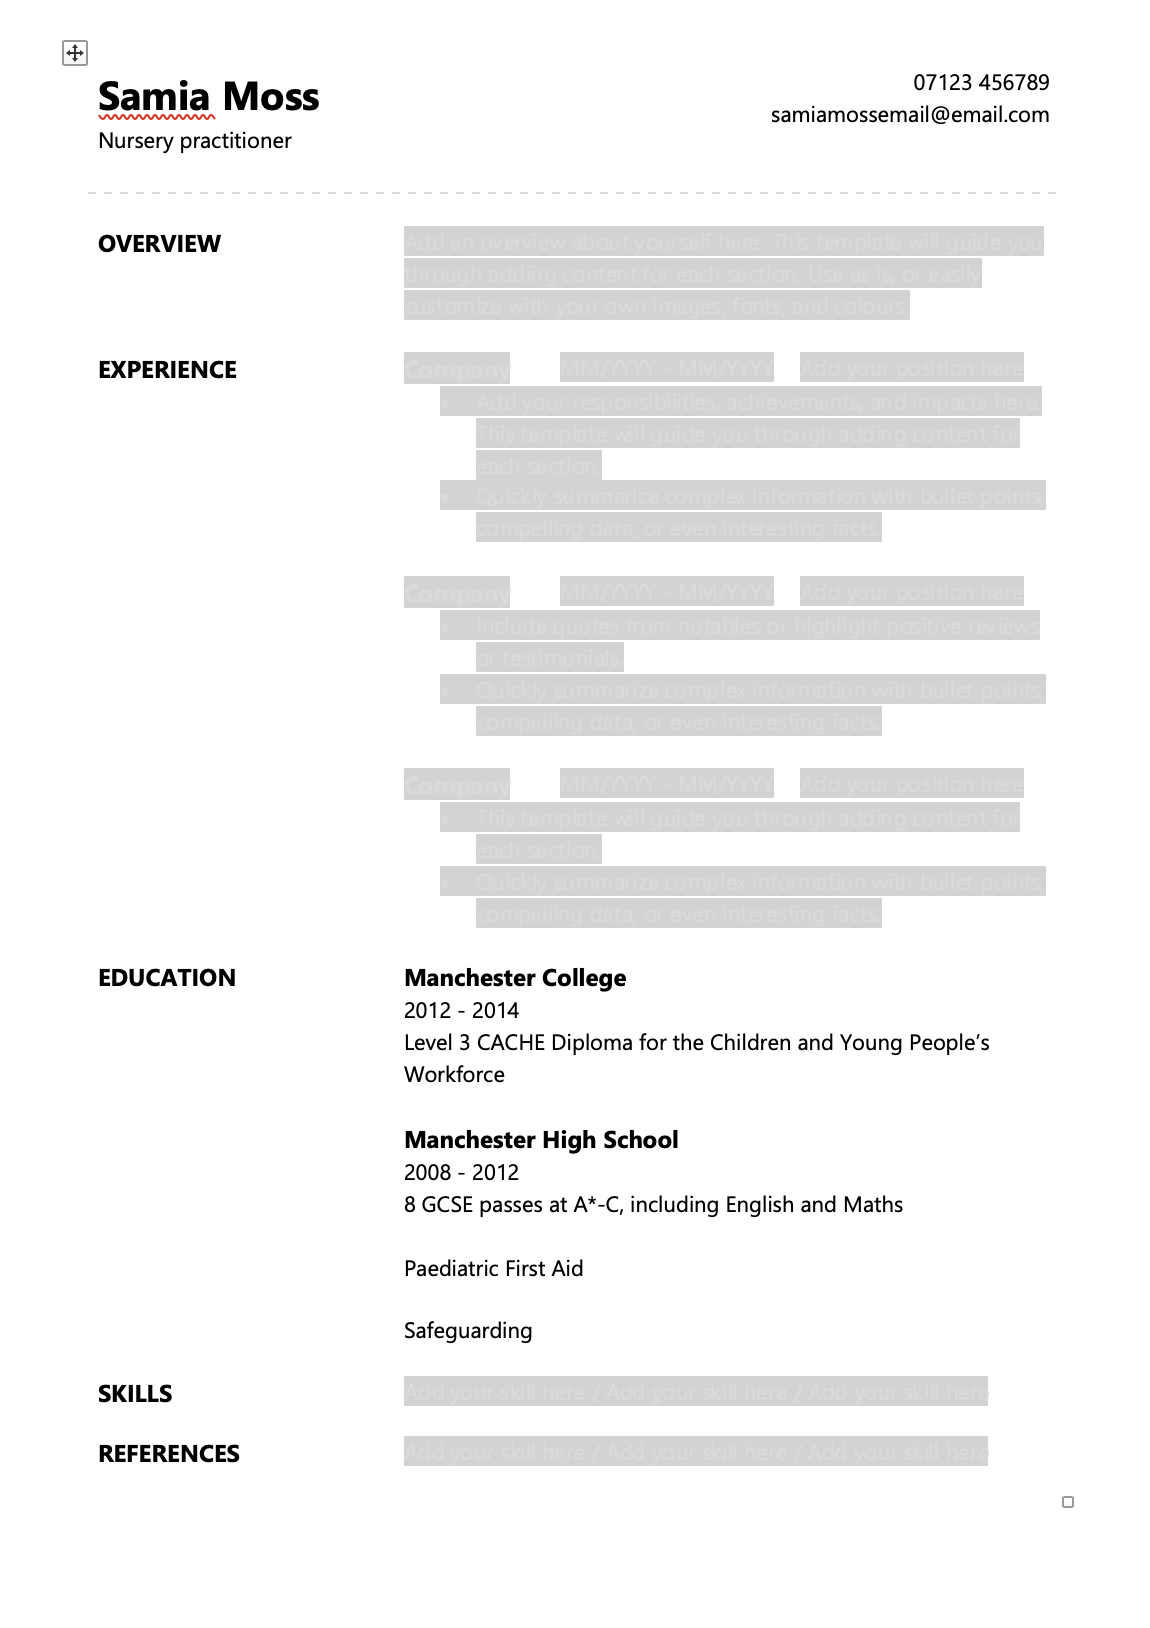 Samia Moss
Nursery practitioner
07123 456789
samiamossemail@email.com
OVERVIEW
Add an overview about yourself here. This template will guide you
through adding content for each section. Use as is, or easily
customize with your own images, fonts, and colours.
EXPERIENCE
Company MM/YYYY - MM/YYYY Add your position here
• Add your responsibilities, achievements, and impacts here.
This template will guide you through adding content for
each section.
• Quickly summarize complex information with bullet points,
compelling data, or even interesting facts.
Company MM/YYYY - MM/YYYY Add your position here
• Include quotes from notables or highlight positive reviews
or testimonials.
• Quickly summarize complex information with bullet points,
compelling data, or even interesting facts.
Company MM/YYYY - MM/YYYY Add your position here
• This template will guide you through adding content for
each section.
• Quickly summarize complex information with bullet points,
compelling data, or even interesting facts.
EDUCATION
Manchester College
2012 - 2014
Level 3 CACHE Diploma for the Children and Young People’s
Workforce
Manchester High School
2008 - 2012
8 GCSE passes at A*-C, including English and Maths
Paediatric First Aid
Safeguarding
SKILLS
Add your skill here / Add your skill here / Add your skill here
REFERENCES
Add your skill here / Add your skill here / Add your skill here